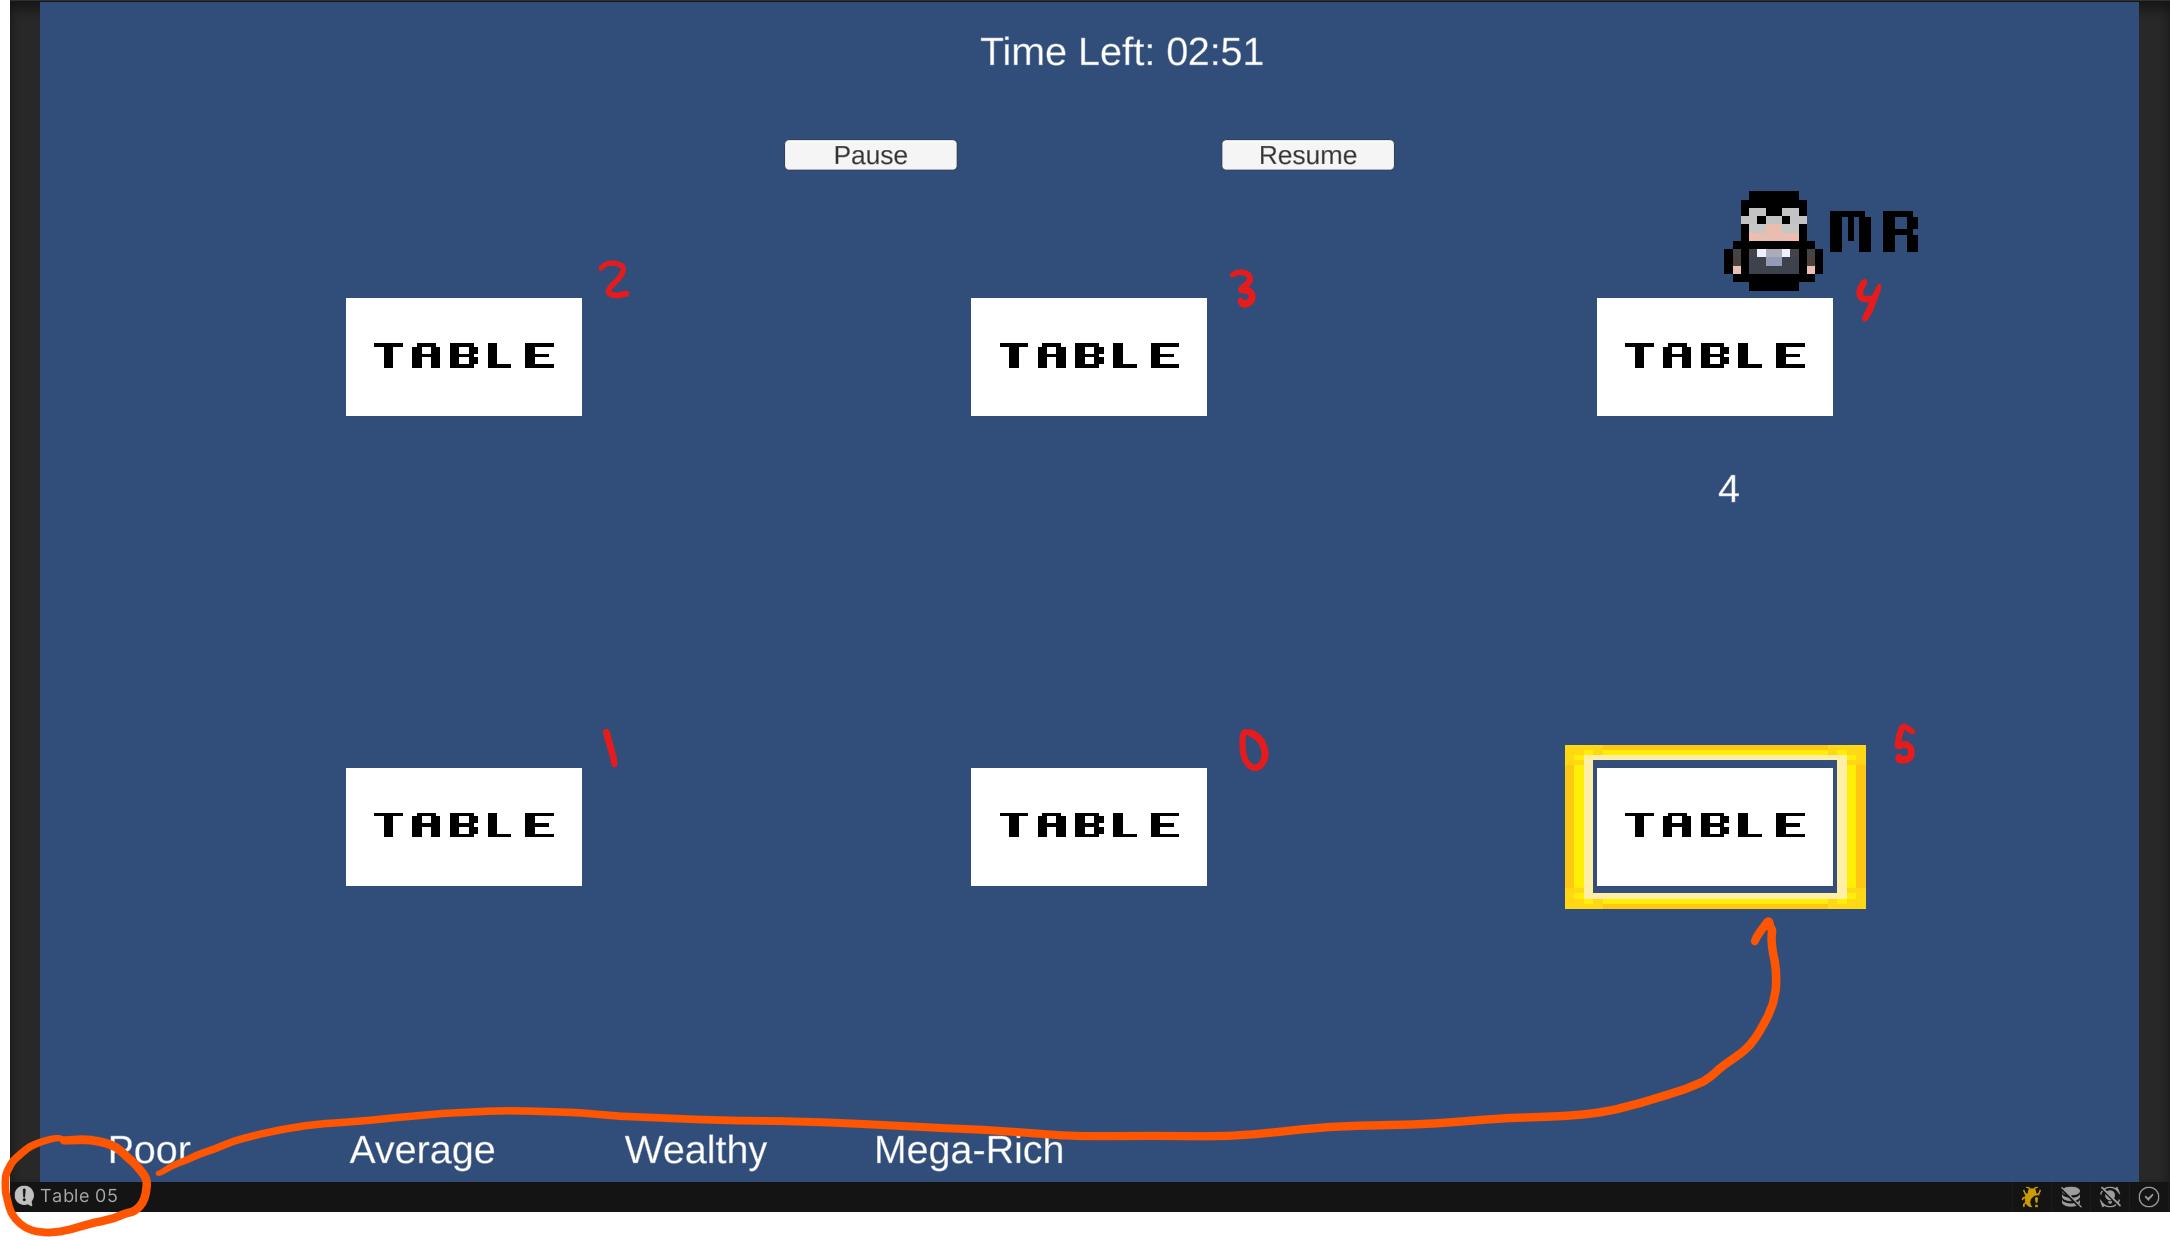 Time Left: 02:51
Pause Resume
MR
2 3 4
TABLE TABLE TABLE
4
1 0 5
TABLE TABLE TABLE
Poor Average Wealthy Mega-Rich
Table 05